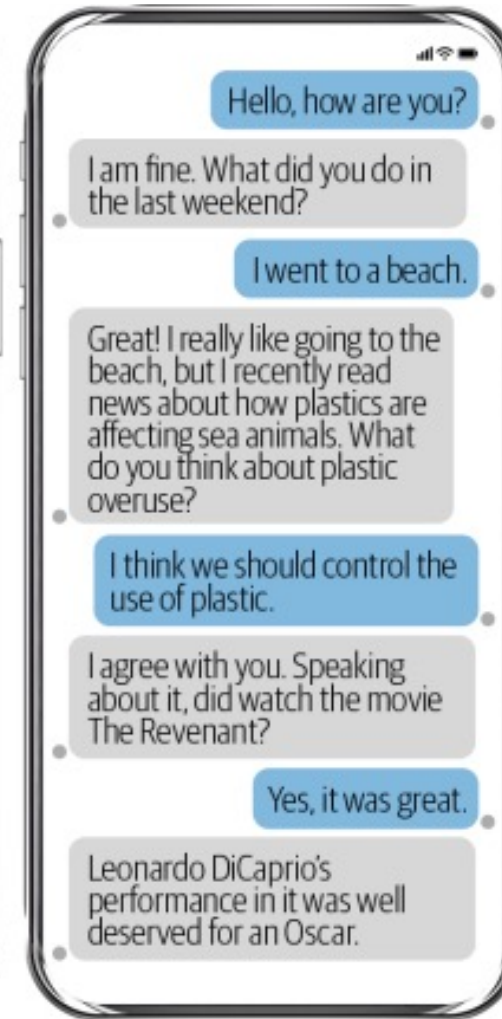 Hello, how are you?
I am fine. What did you do in
the last weekend?
I went to a beach.
Great! I really like going to the
beach, but I recently read
news about how plastics are
affecting sea animals. What
do you think about plastic
overuse?
I think we should control the
use of plastic.
I agree with you. Speaking
about it, did watch the movie
The Revenant?
Yes, it was great.
Leonardo DiCaprio's
performance in it was well
deserved for an Oscar.